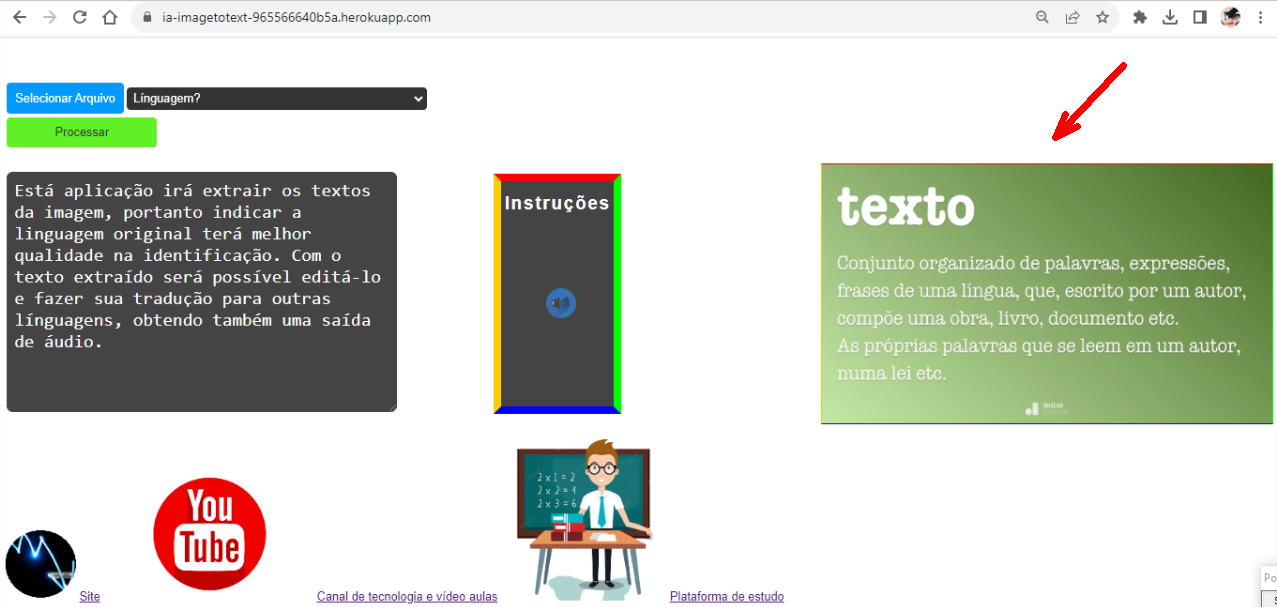 ia-imagetotext-965566640b5a.herokuapp.com
Selecionar Arquivo
Línguagem?
Processar
Está aplicação irá extrair os textos
da imagem, portanto indicar a
linguagem original terá melhor
qualidade na identificação. Com o
texto extraído será possível editá-lo
e fazer sua tradução para outras
línguagens, obtendo também uma saída
de áudio.
Instruções
texto
Conjunto organizado de palavras, expressões,
frases de uma língua, que, escrito por um autor,
compõe uma obra, livro, documento etc.
As próprias palavras que se leem em um autor,
numa lei etc.
DICIO
2 x 1 = 2
2 x 2 = 4
2 x 3 = 6
You
Tube
Site
Canal de tecnologia e vídeo aulas
Plataforma de estudo
Po